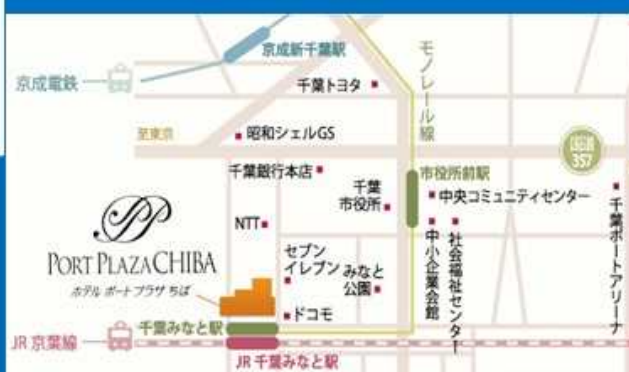 京成新千葉駅
モノレール線
京成電鉄
千葉トヨタ
至東京
昭和シェルGS
国道
357
千葉銀行本店
市役所前駅
千葉
市役所
中央コミュニティセンター
NTT
PORT PLAZA CHIBA
ホテル ポートプラザ ちば
セブン
イレブン
みなと
公園
中小企業会館
社会福祉センター
千葉ポートアリーナ
ドコモ
千葉みなと駅
JR 京葉線
JR 千葉みなと駅